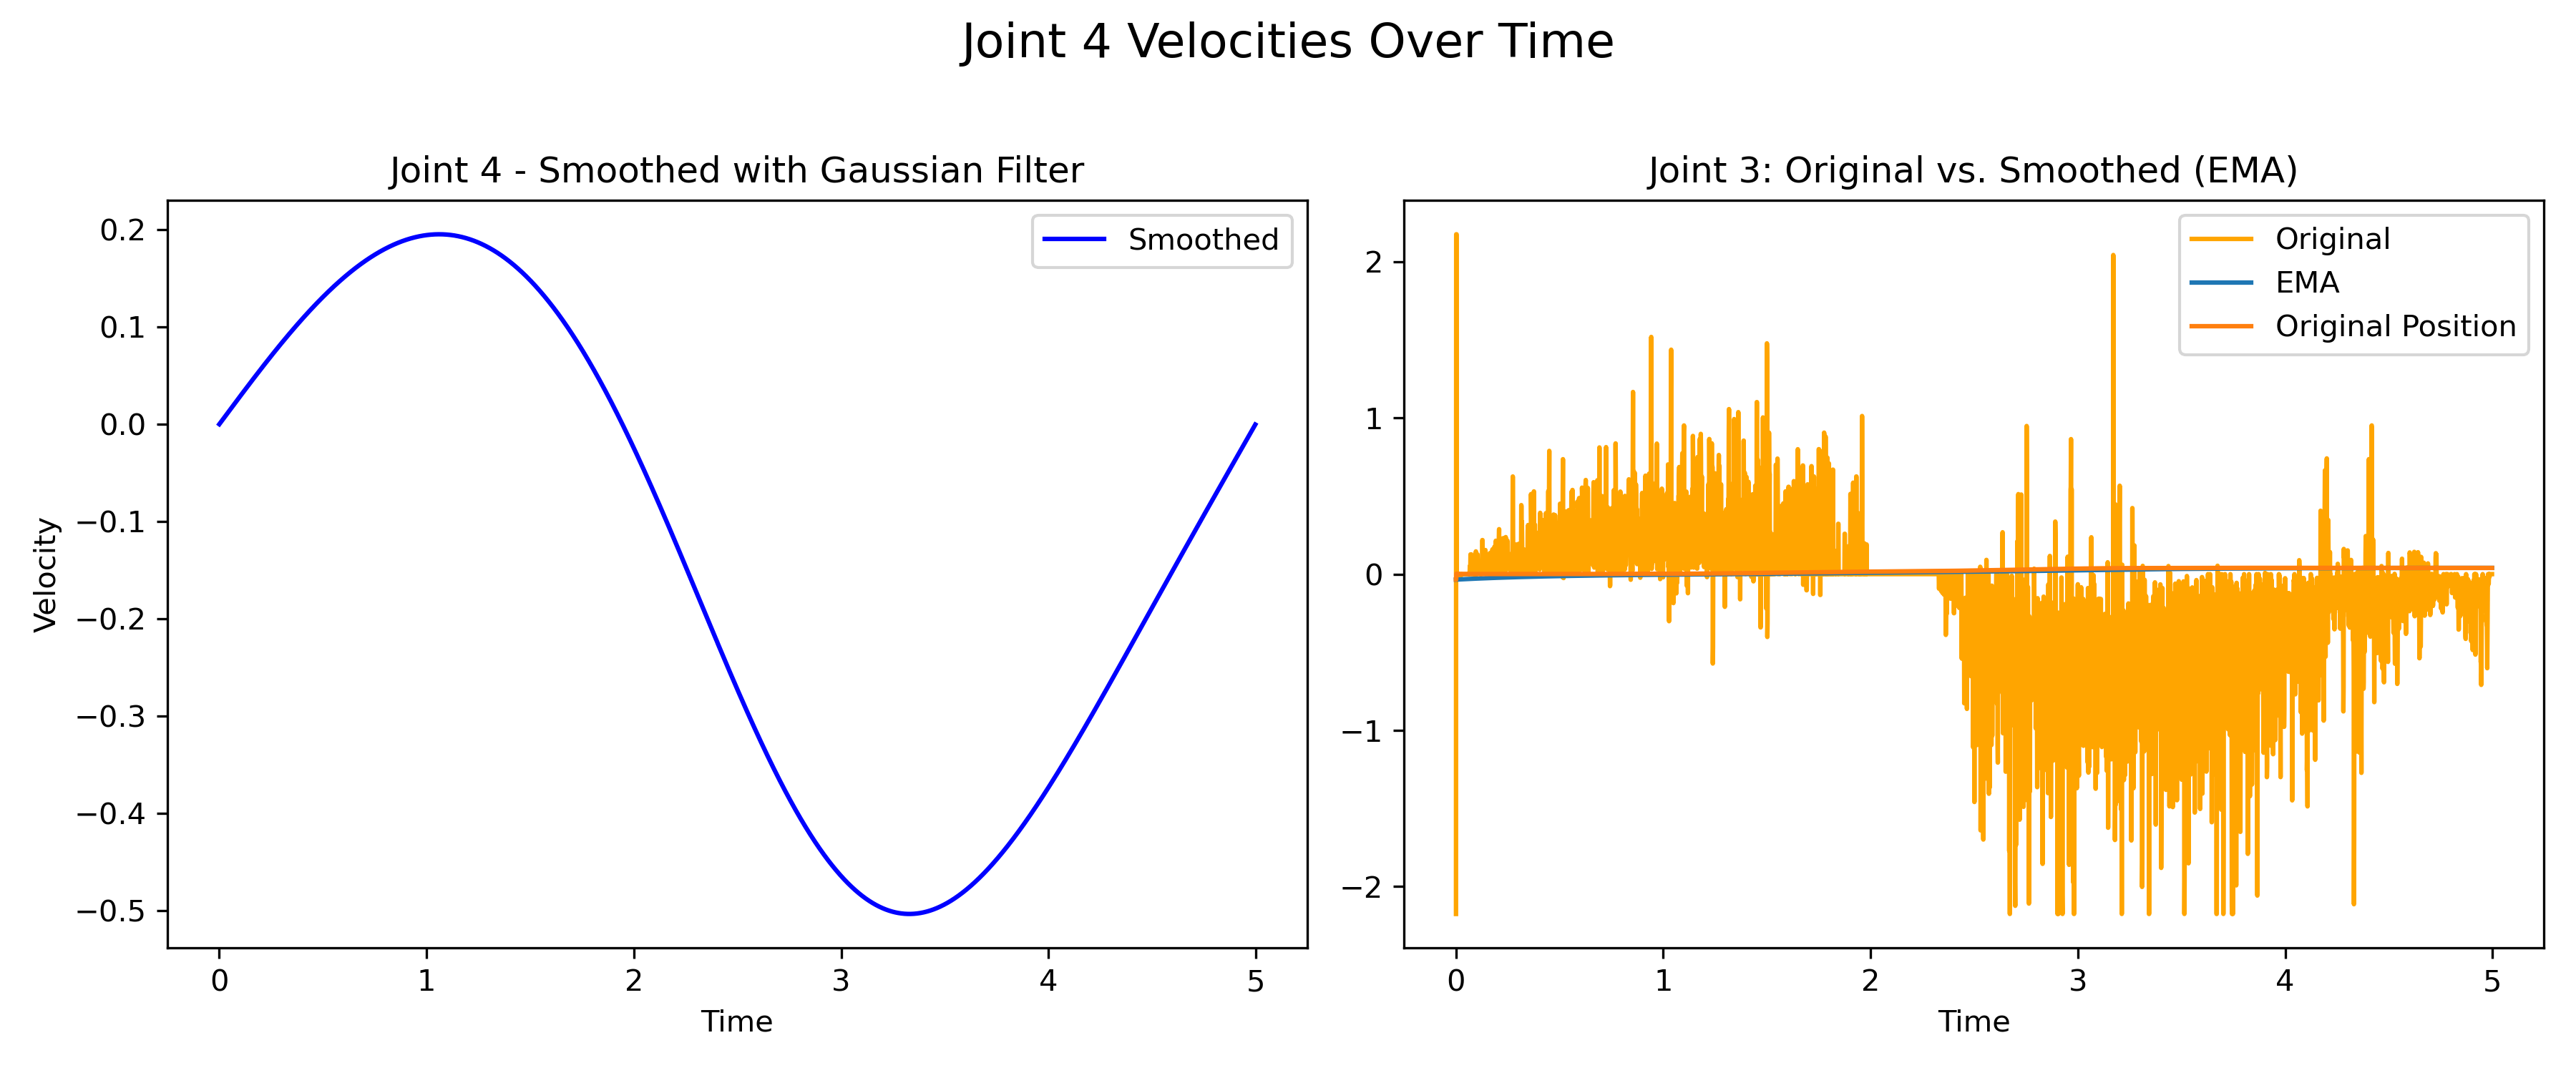 Joint 4 Velocities Over Time
Joint 4 - Smoothed with Gaussian Filter
Smoothed
0.2
0.1
0.0
−0.1
−0.2
−0.3
−0.4
−0.5
Velocity
0 1 2 3 4 5
Time
Joint 3: Original vs. Smoothed (EMA)
Original
EMA
Original Position
2
1
0
−1
−2
0 1 2 3 4 5
Time